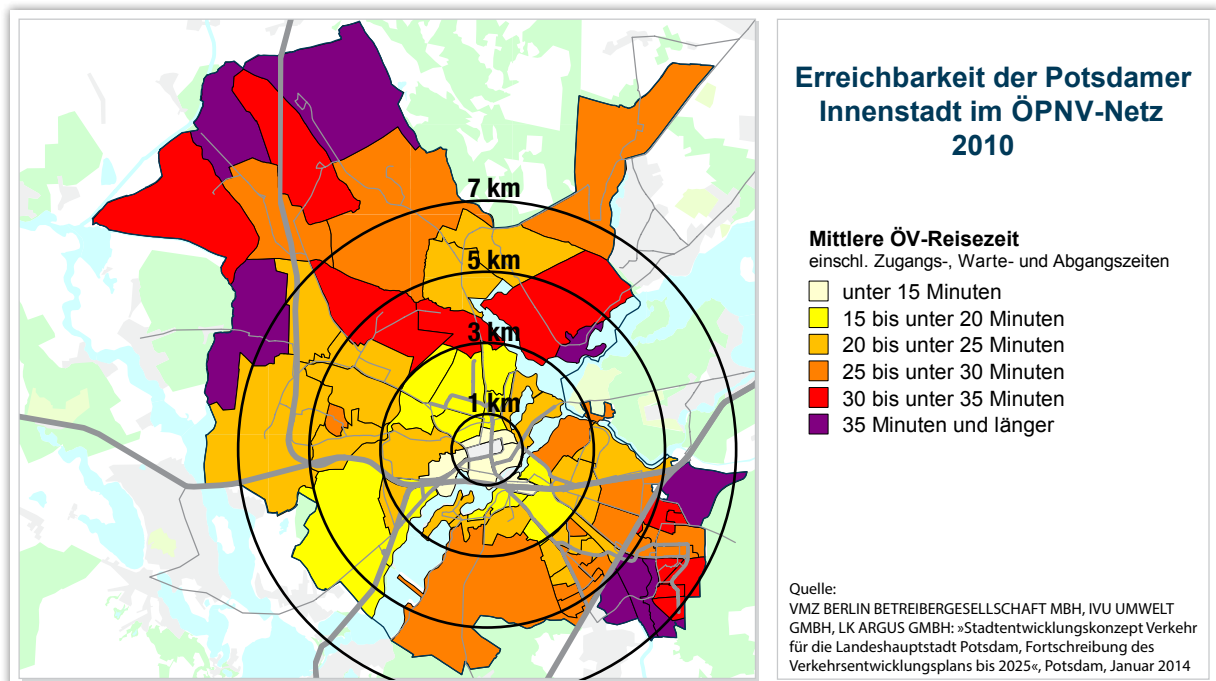 7 km
5 km
3 km
1 km
Erreichbarkeit der Potsdamer
Innenstadt im ÖPNV-Netz
2010
Mittlere ÖV-Reisezeit
einschl. Zugangs-, Warte- und Abgangszeiten
unter 15 Minuten
15 bis unter 20 Minuten
20 bis unter 25 Minuten
25 bis unter 30 Minuten
30 bis unter 35 Minuten
35 Minuten und länger
Quelle:
VMZ BERLIN BETREIBERGESELLSCHAFT MBH, IVU UMWELT
GMBH, LK ARGUS GMBH: »Stadtentwicklungskonzept Verkehr
für die Landeshauptstadt Potsdam, Fortschreibung des
Verkehrsentwicklungsplans bis 2025«, Potsdam, Januar 2014